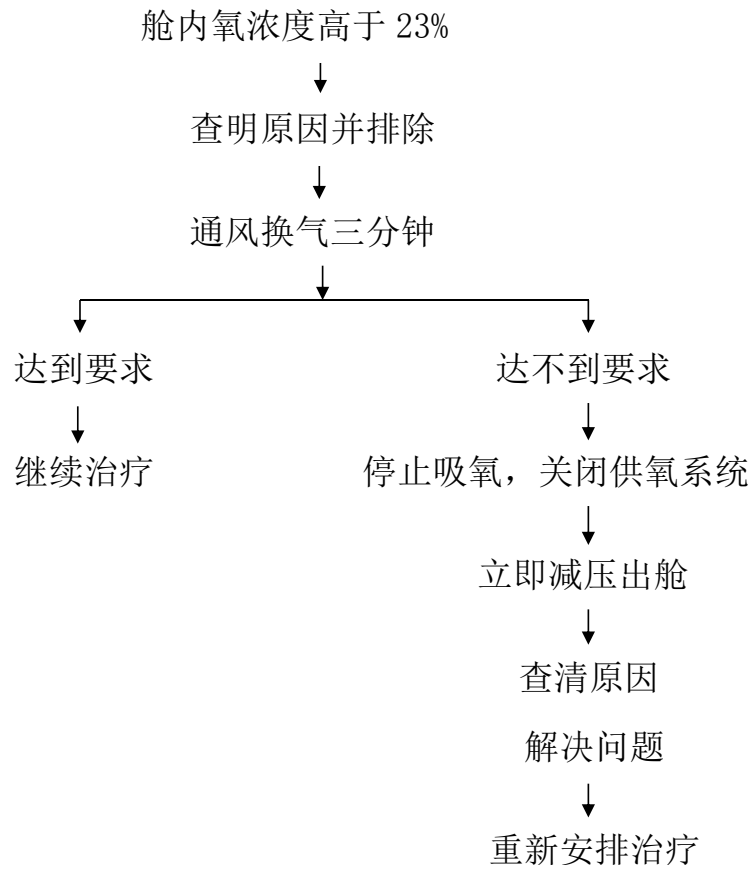 舱内氧浓度高于 23%
查明原因并排除
通风换气三分钟
达到要求
达不到要求
继续治疗
停止吸氧，关闭供氧系统
立即减压出舱
查清原因
解决问题
重新安排治疗